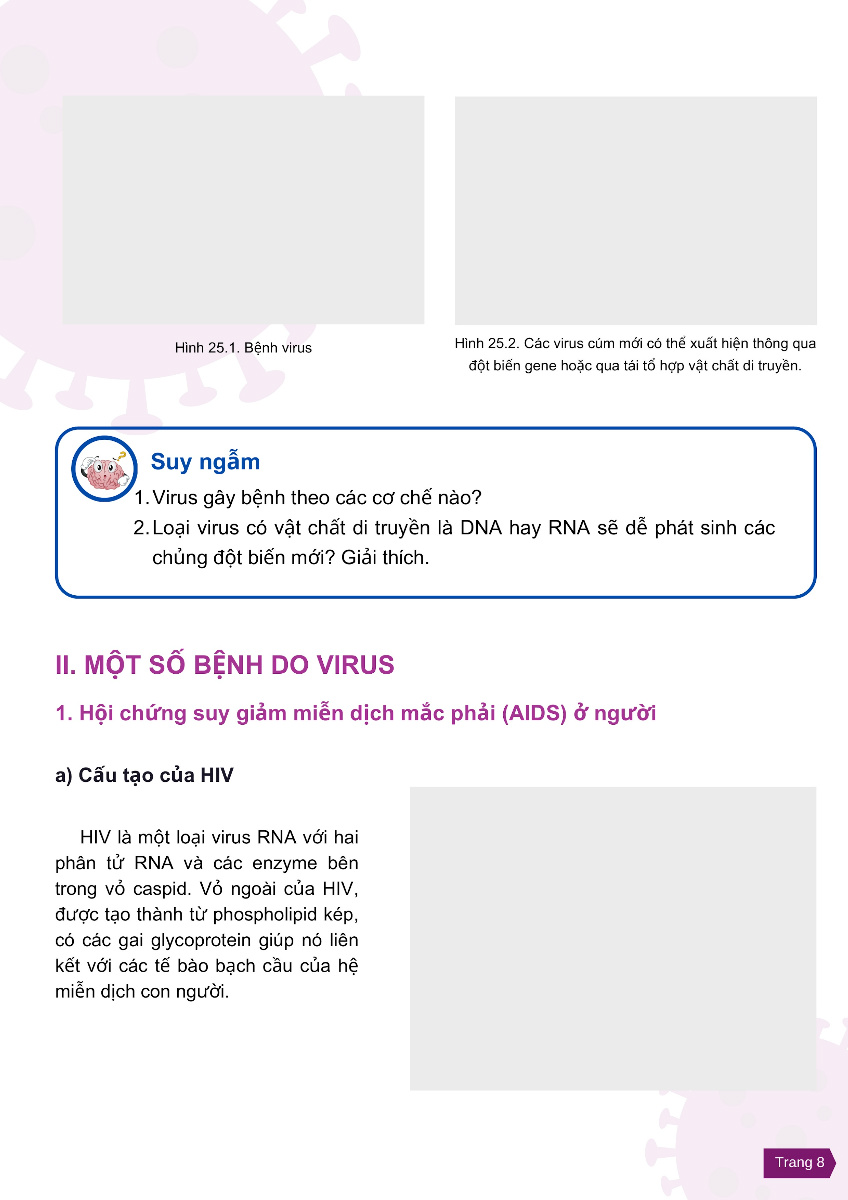 Hình 25.1. Bệnh virus
Hình 25.2. Các virus cúm mới có thể xuất hiện thông qua
đột biến gene hoặc qua tái tổ hợp vật chất di truyền.
Suy ngẫm
1. Virus gây bệnh theo các cơ chế nào?
2. Loại virus có vật chất di truyền là DNA hay RNA sẽ dễ phát sinh các
chủng đột biến mới? Giải thích.
II. MỘT SỐ BỆNH DO VIRUS
1. Hội chứng suy giảm miễn dịch mắc phải (AIDS) ở người
a) Cấu tạo của HIV
HIV là một loại virus RNA với hai
phân tử RNA và các enzyme bên
trong vỏ caspid. Vỏ ngoài của HIV,
được tạo thành từ phospholipid kép,
có các gai glycoprotein giúp nó liên
kết với các tế bào bạch cầu của hệ
miễn dịch con người.
Trang 8